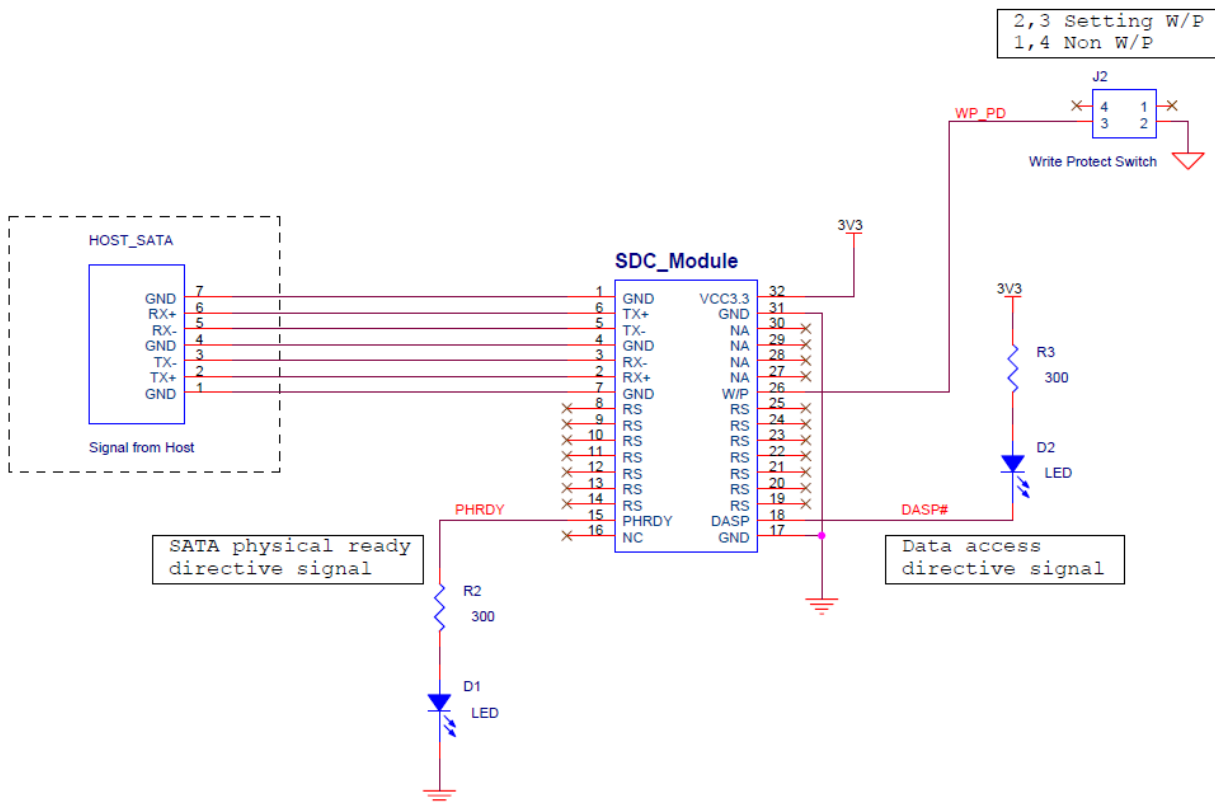 2,3 Setting W/P
1,4 Non W/P
J2
4 1
3 2
WP_PD
Write Protect Switch
HOST_SATA
GND 7
RX+ 6
RX- 5
GND 4
TX- 3
TX+ 2
GND 1
Signal from Host
SDC_Module
1 GND VCC3.3 32
6 TX+ GND 31
5 TX- NA 30
4 GND NA 29
3 RX- NA 28
2 RX+ NA 27
7 GND W/P 26
8 RS RS 25
9 RS RS 24
10 RS RS 23
11 RS RS 22
12 RS RS 21
13 RS RS 20
14 RS RS 19
15 PHRDY DASP 18
16 NC GND 17
3V3
3V3
R3
300
D2
LED
DASP#
Data access
directive signal
PHRDY
SATA physical ready
directive signal
R2
300
D1
LED